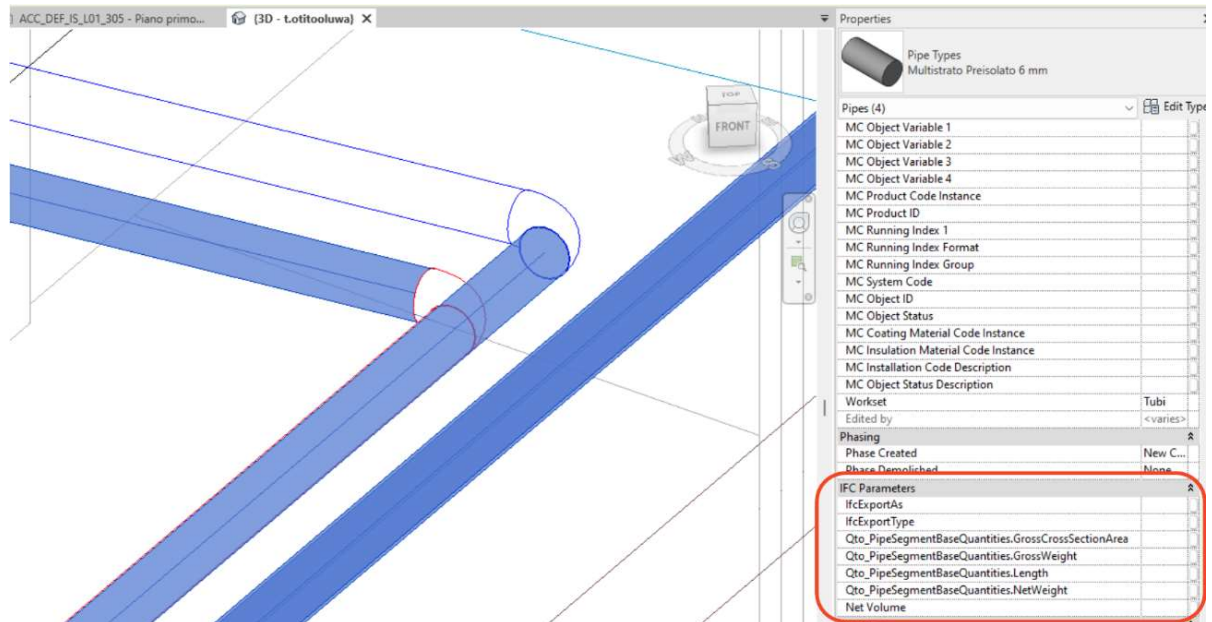 ACC_DEF_IS_L01_305 - Piano primo...
{3D - t.otitooluwa}
Properties
TOP
FRONT
Pipe Types
Multistrato Preisolato 6 mm
Pipes (4)
Edit Type
MC Object Variable 1
MC Object Variable 2
MC Object Variable 3
MC Object Variable 4
MC Product Code Instance
MC Product ID
MC Running Index 1
MC Running Index Format
MC Running Index Group
MC System Code
MC Object ID
MC Object Status
MC Coating Material Code Instance
MC Insulation Material Code Instance
MC Installation Code Description
MC Object Status Description
Workset Tubi
Edited by <varies>
Phasing
Phase Created New C...
Phase Demolished None
IFC Parameters
IfcExportAs
IfcExportType
Qto_PipeSegmentBaseQuantities.GrossCrossSectionArea
Qto_PipeSegmentBaseQuantities.GrossWeight
Qto_PipeSegmentBaseQuantities.Length
Qto_PipeSegmentBaseQuantities.NetWeight
Net Volume